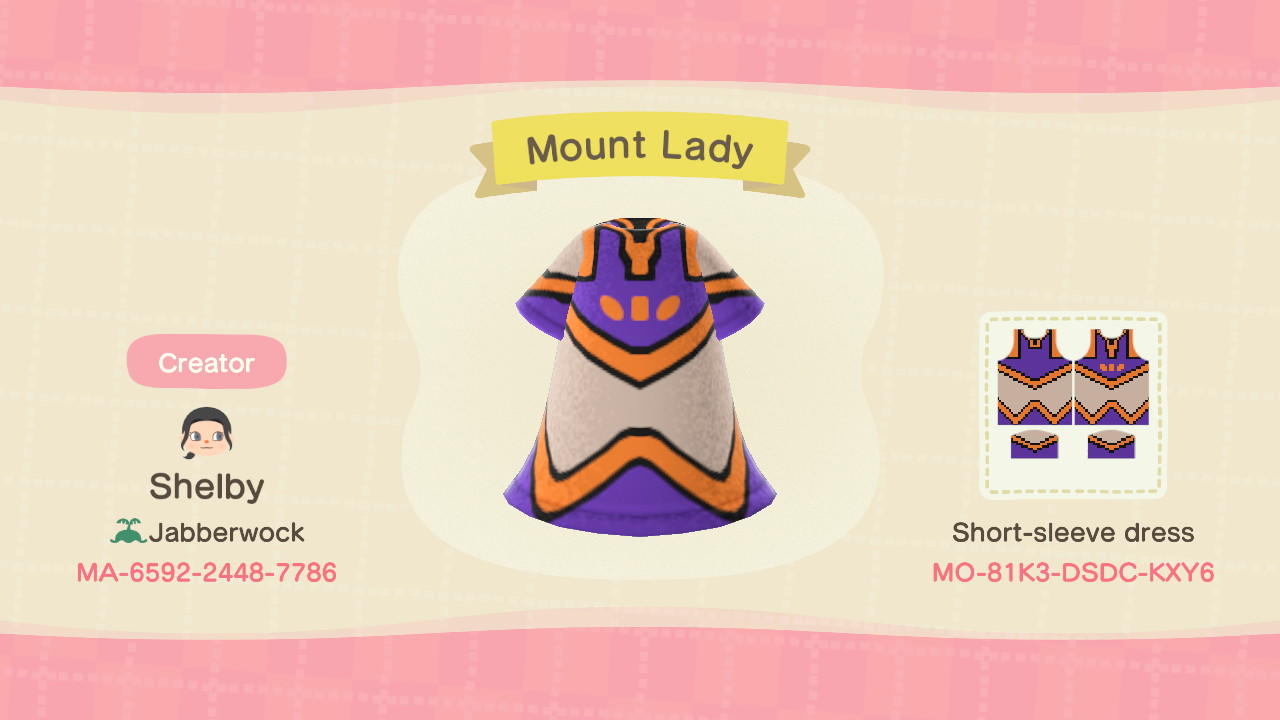 Mount Lady
Creator
Shelby
Jabberwock
MA-6592-2448-7786
Short-sleeve dress
MO-81K3-DSDC-KXY6